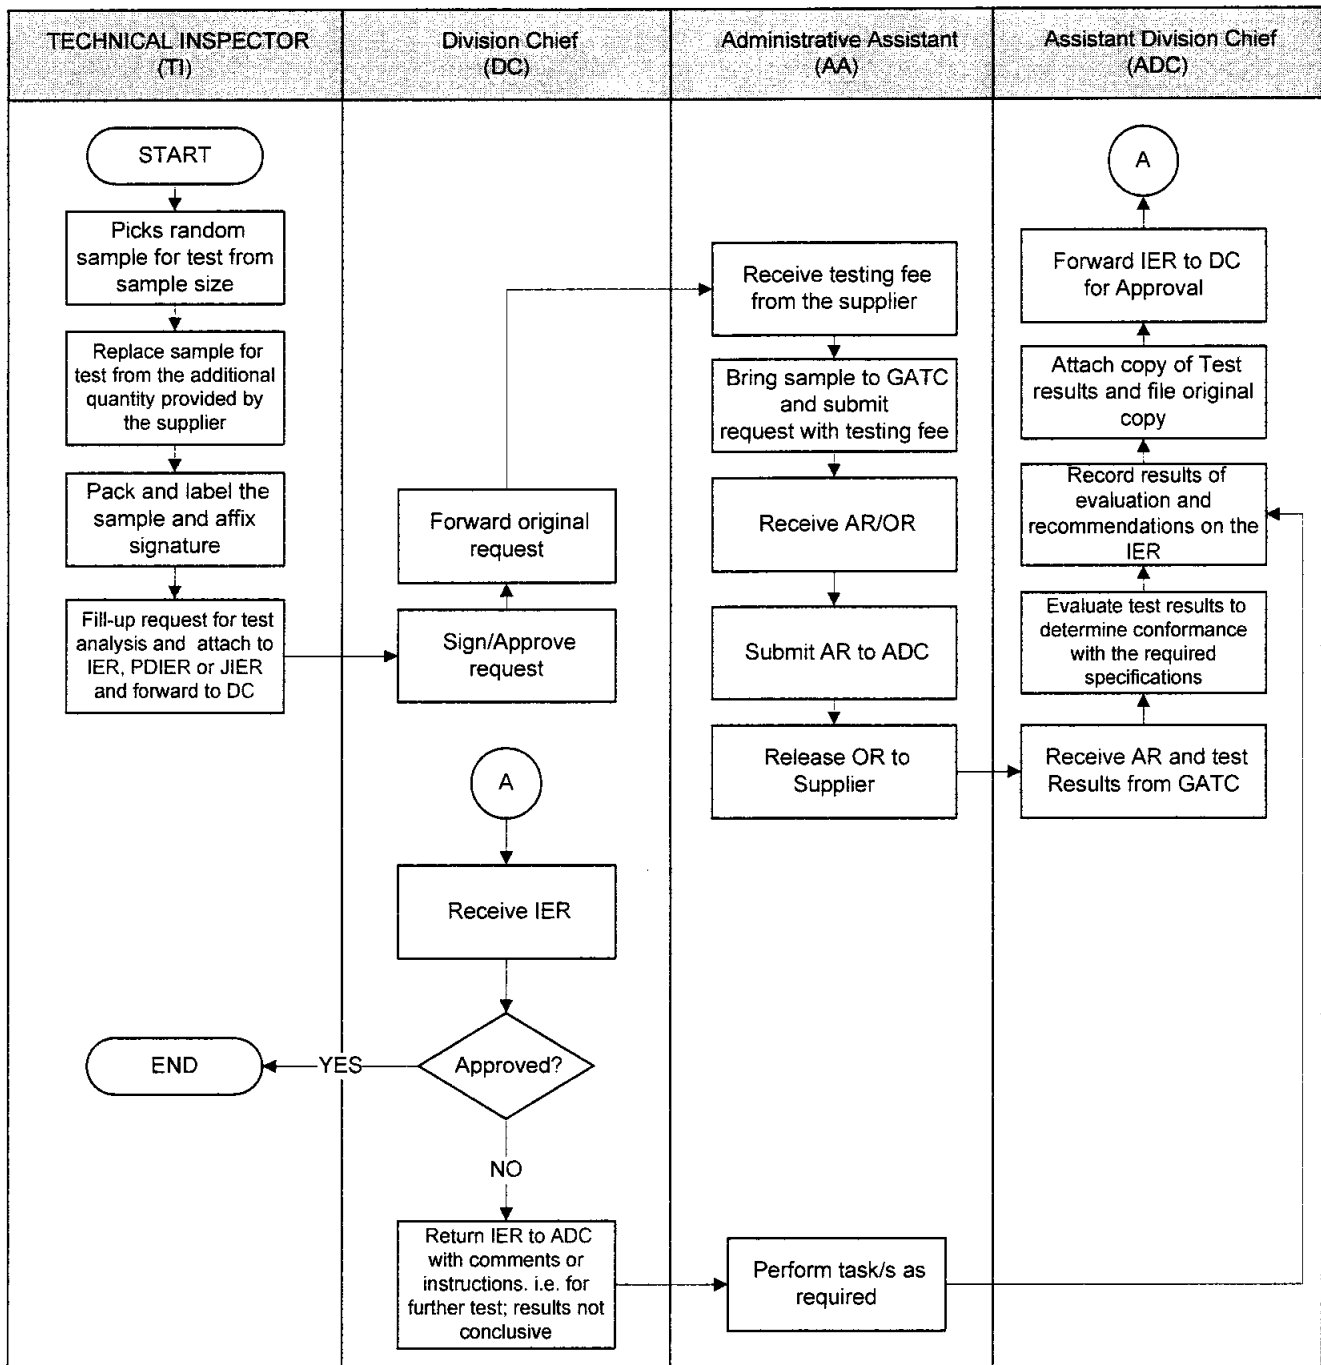 TECHNICAL INSPECTOR
(TI)
Division Chief
(DC)
Administrative Assistant
(AA)
Assistant Division Chief
(ADC)
START
Picks random
sample for test from
sample size
Replace sample for
test from the additional
quantity provided by
the supplier
Pack and label the
sample and affix
signature
Fill-up request for test
analysis and attach to
IER, PDIER or JIER
and forward to DC
Forward original
request
Sign/Approve
request
Receive testing fee
from the supplier
Bring sample to GATC
and submit
request with testing fee
Receive AR/OR
Submit AR to ADC
Release OR to
Supplier
A
Forward IER to DC
for Approval
Attach copy of Test
results and file original
copy
Record results of
evaluation and
recommendations on the
IER
Evaluate test results to
determine conformance
with the required
specifications
Receive AR and test
Results from GATC
A
Receive IER
Approved?
YES
END
NO
Return IER to ADC
with comments or
instructions. i.e. for
further test; results not
conclusive
Perform task/s as
required